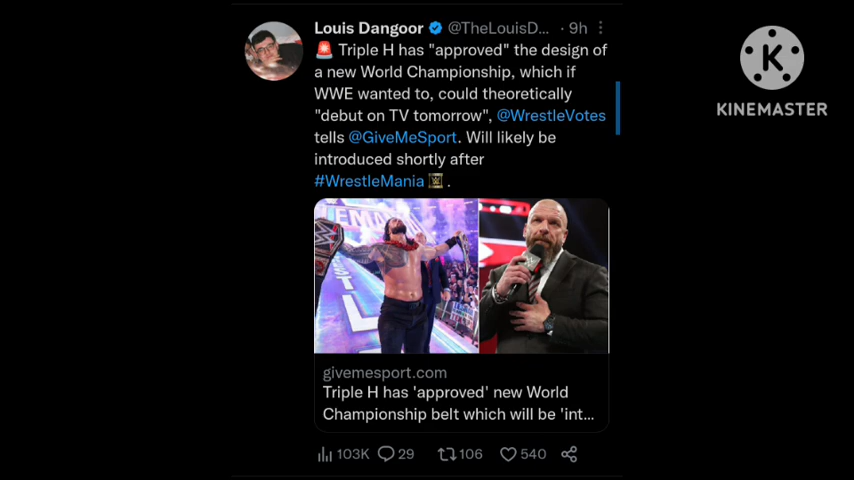 Louis Dangoor @TheLouisD... · 9h
Triple H has "approved" the design of
a new World Championship, which if
WWE wanted to, could theoretically
"debut on TV tomorrow", @WrestleVotes
tells @GiveMeSport. Will likely be
introduced shortly after
#WrestleMania .
givemesport.com
Triple H has 'approved' new World
Championship belt which will be 'int...
103K 29 106 540
K
KINEMASTER